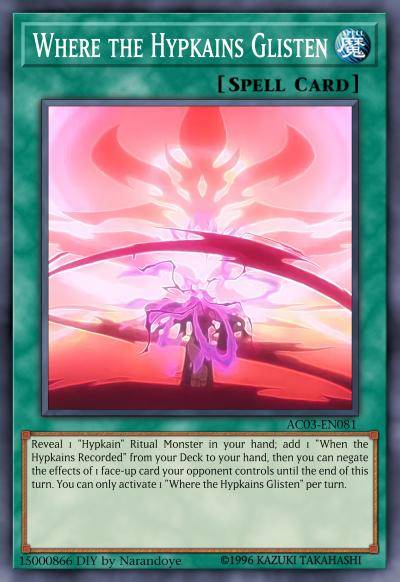 Where the Hypkains Glisten
SPELL
魔
[Spell Card]
AC03-EN081
Reveal 1 "Hypkain" Ritual Monster in your hand; add 1 "When the
Hypkains Recorded" from your Deck to your hand, then you can negate
the effects of 1 face-up card your opponent controls until the end of this
turn. You can only activate 1 "Where the Hypkains Glisten" per turn.
15000866 DIY by Narandoye
©1996 KAZUKI TAKAHASHI